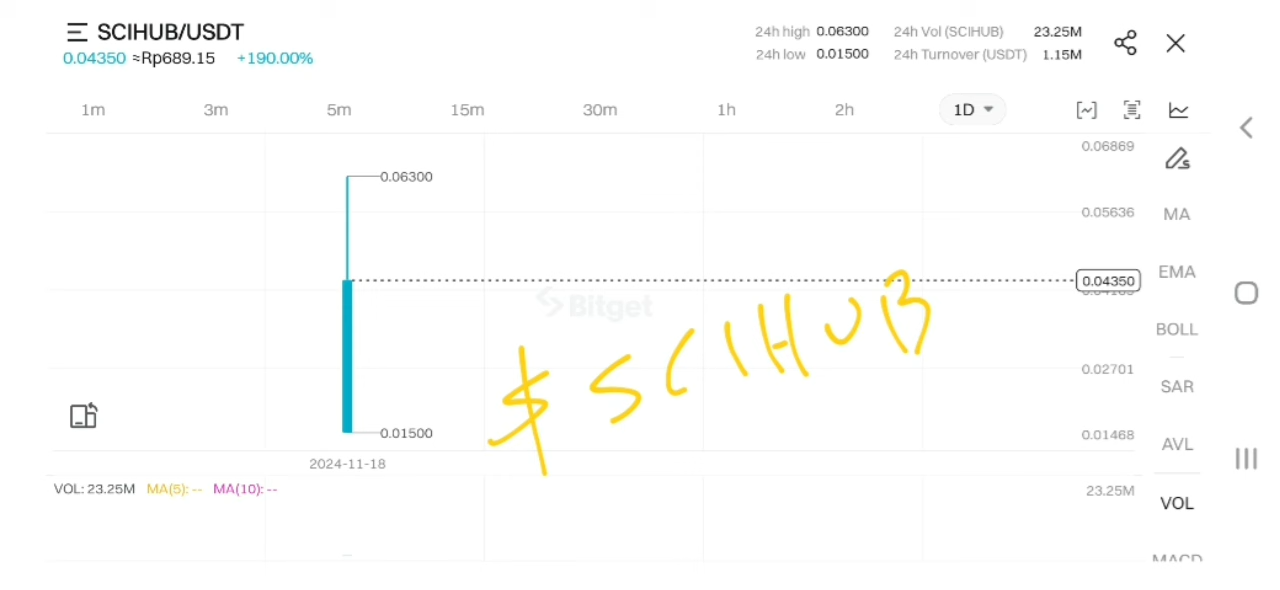 SCIHUB/USDT
0.04350 ≈Rp689.15 +190.00%
24h high 0.06300 24h Vol (SCIHUB) 23.25M
24h low 0.01500 24h Turnover (USDT) 1.15M
1m 3m 5m 15m 30m 1h 2h 1D
0.06869
0.06300
0.05636
MA
EMA
0.04350
Bitget
$SCIHUB
BOLL
0.02701
SAR
0.01500
0.01468
AVL
2024-11-18
VOL: 23.25M MA(5): -- MA(10): --
23.25M
VOL
MACD